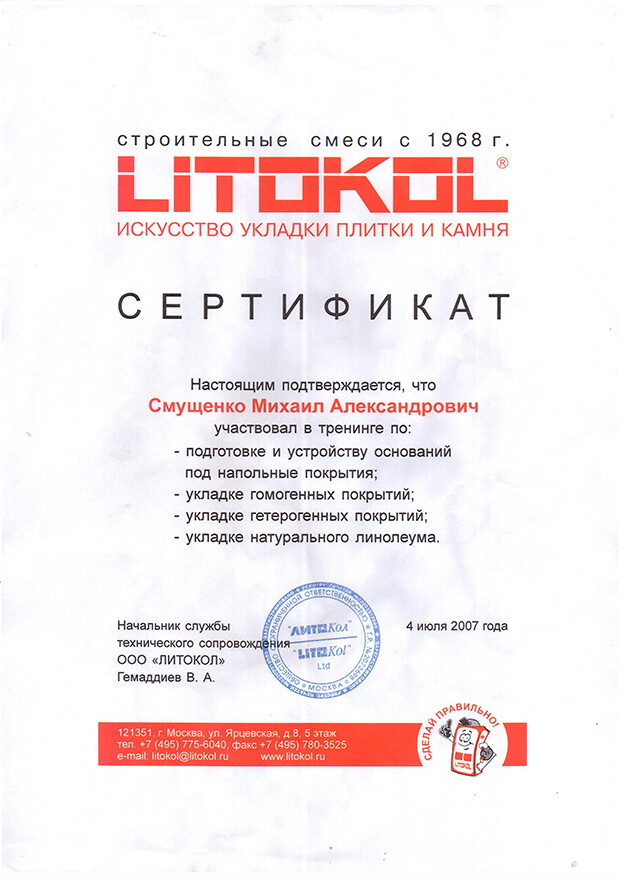 строительные смеси с 1968 г.
LITOKOL®
ИСКУССТВО УКЛАДКИ ПЛИТКИ И КАМНЯ
СЕРТИФИКАТ
Настоящим подтверждается, что
Смущенко Михаил Александрович
участвовал в тренинге по:
- подготовке и устройству оснований
под напольные покрытия;
- укладке гомогенных покрытий;
- укладке гетерогенных покрытий;
- укладке натурального линолеума.
Начальник службы
технического сопровождения
ООО «ЛИТОКОЛ»
Гемаддиев В. А.
ОГРАНИЧЕННОЙ ОТВЕТСТВЕННОСТЬЮ
ОБЩЕСТВО
МОСКВА
"ЛИТОКол"
"LITOKol"
Ltd
4 июля 2007 года
121351, г. Москва, ул. Ярцевская, д.8, 5 этаж
тел. +7 (495) 775-6040, факс +7 (495) 780-3525
e-mail: litokol@litokol.ru www.litokol.ru
СДЕЛАЙ ПРАВИЛЬНО!
LITOKOL